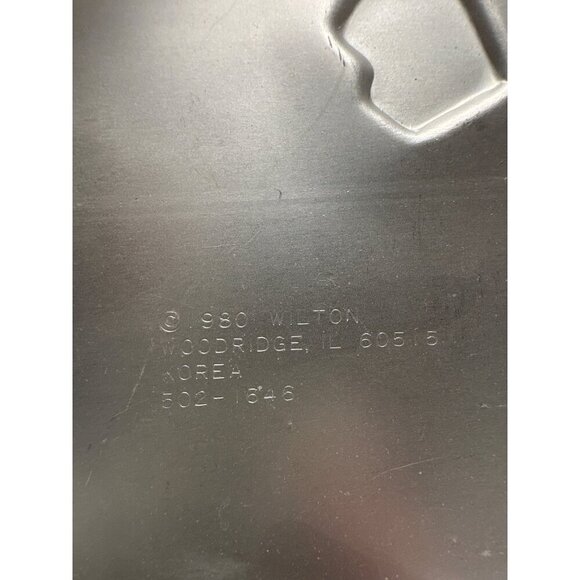 © 1980 WILTON
WOODRIDGE, IL 60515
KOREA
502-1646